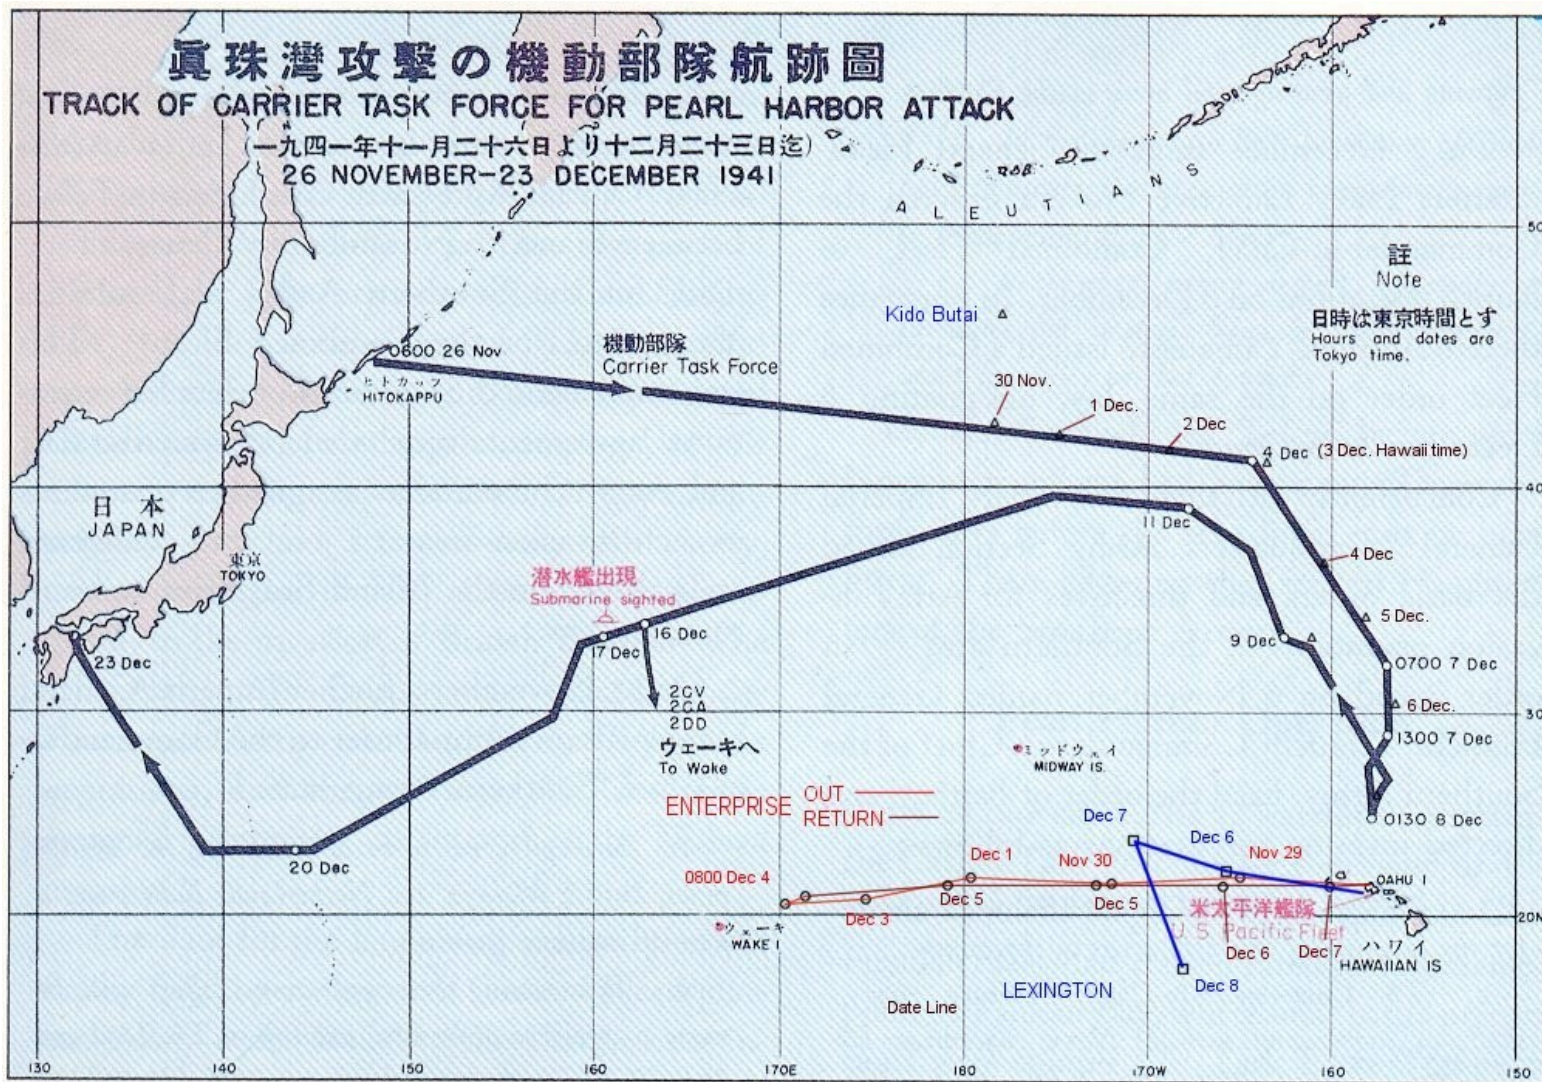 眞珠灣攻擊の機動部隊航跡圖
TRACK OF CARRIER TASK FORCE FOR PEARL HARBOR ATTACK
(一九四一年十一月二十六日より十二月二十三日迄)
26 NOVEMBER-23 DECEMBER 1941
ALEUTIANS
50
註
Note
日時は東京時間とす
Hours and dates are
Tokyo time.
Kido Butai
0600 26 Nov
ヒトカップ
HITOKAPPU
機動部隊
Carrier Task Force
30 Nov.
1 Dec.
2 Dec
4 Dec (3 Dec. Hawaii time)
40
日本
JAPAN
東京
TOKYO
11 Dec
4 Dec
潜水艦出現
Submarine sighted
16 Dec
17 Dec
5 Dec.
9 Dec
23 Dec
0700 7 Dec
2CV
2CA
2DD
6 Dec.
30
1300 7 Dec
ウェーキへ
To Wake
ミッドウェイ
MIDWAY IS.
ENTERPRISE OUT
RETURN
Dec 7
Dec 6
0130 8 Dec
20 Dec
Dec 1
Nov 30
Nov 29
0800 Dec 4
OAHU I
Dec 3
Dec 5
Dec 5
米太平洋艦隊
U.S Pacific Fleet
20N
ウェーキ
WAKE I
Dec 6
Dec 7
ハワイ
HAWAIIAN IS
LEXINGTON
Dec 8
Date Line
130
140
150
160
170E
180
170W
160
150